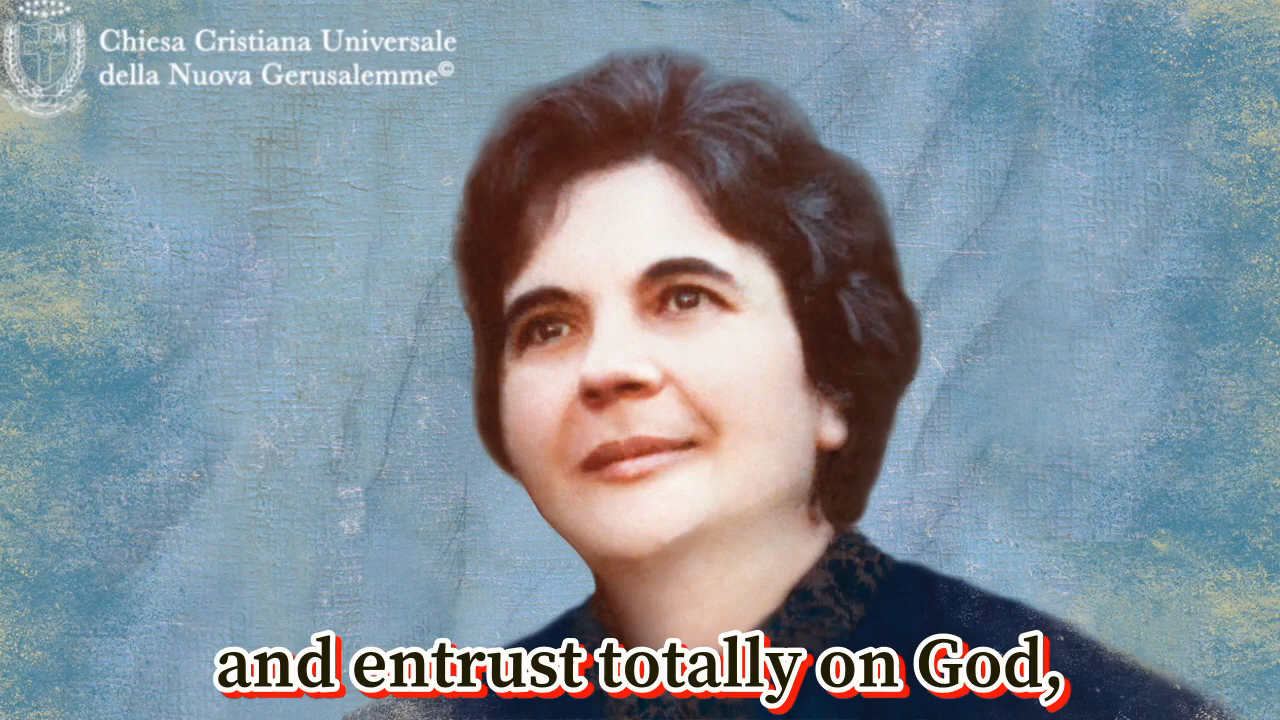 Chiesa Cristiana Universale
della Nuova Gerusalemme©
and entrust totally on God,